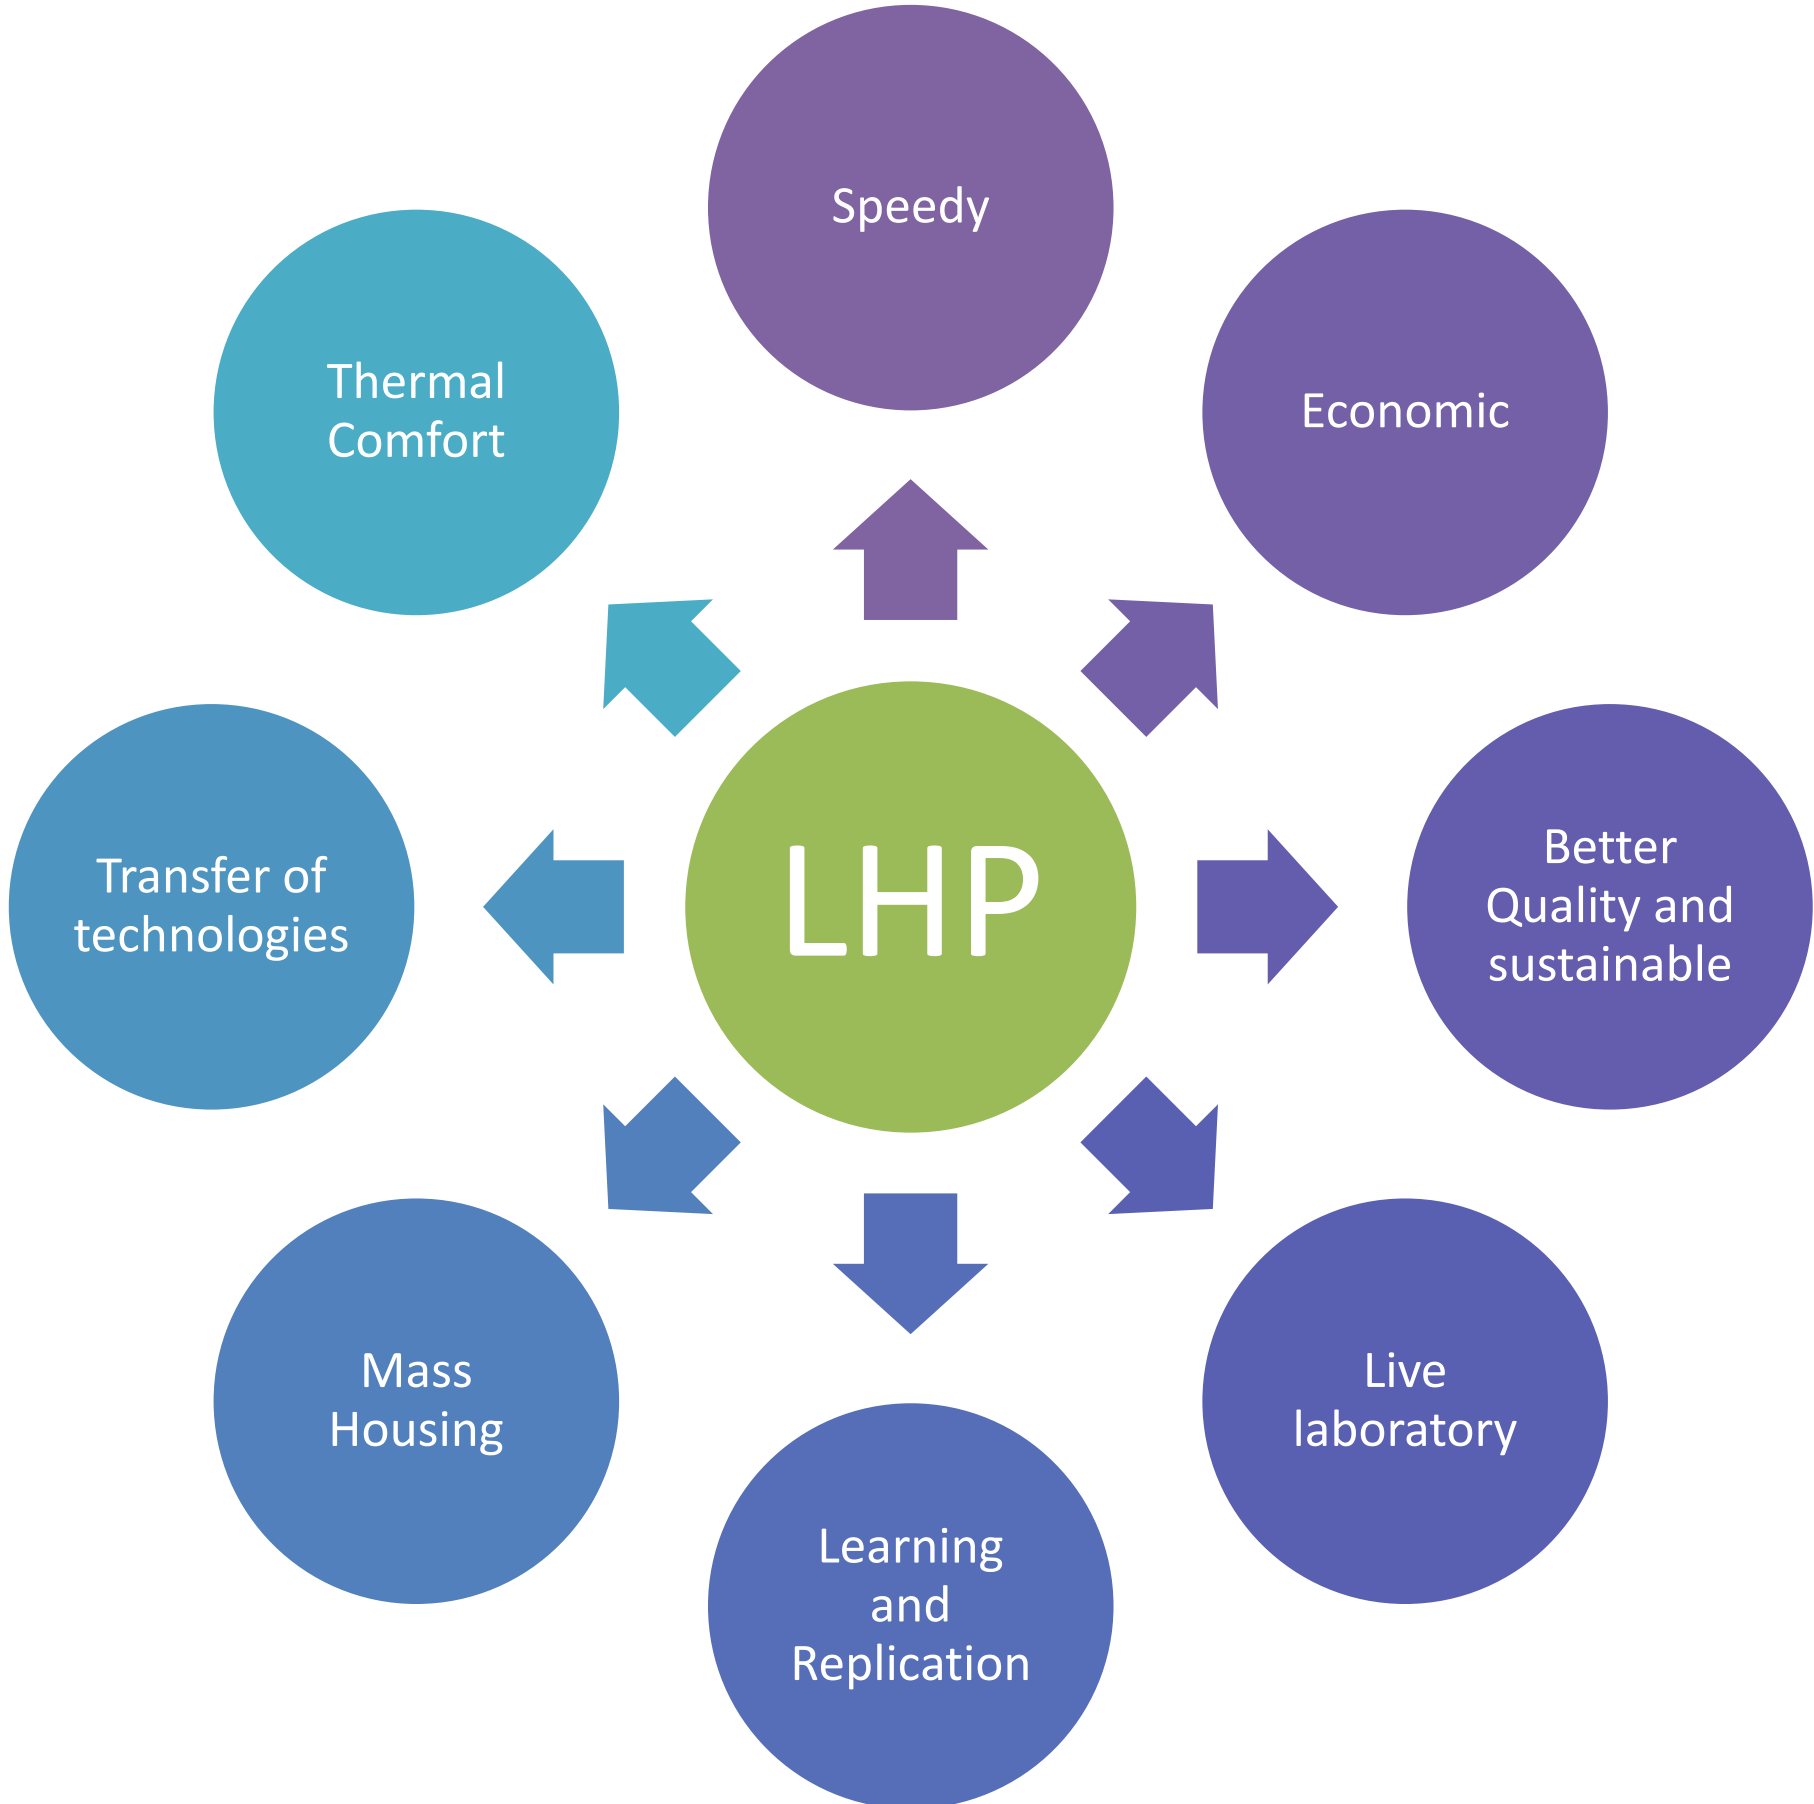 Speedy
Thermal
Comfort
Economic
Transfer of
technologies
LHP
Better
Quality and
sustainable
Mass
Housing
Live
laboratory
Learning
and
Replication